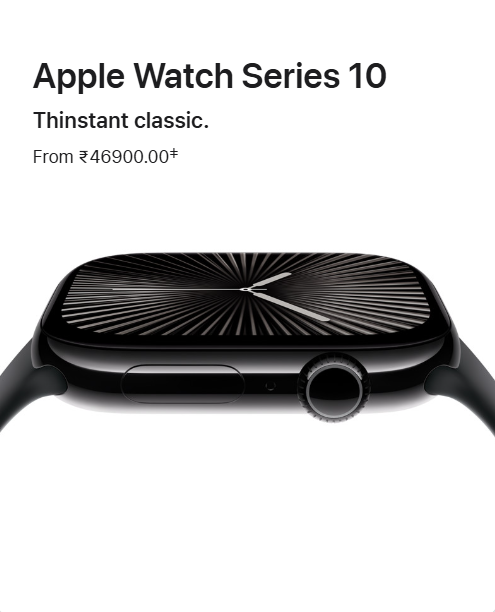 Apple Watch Series 10
Thinstant classic.
From ₹46900.00‡